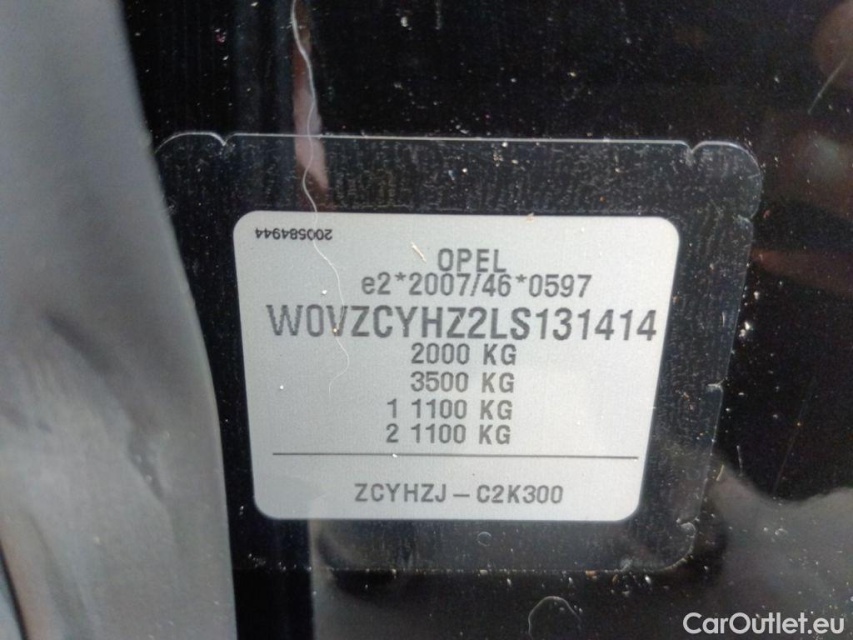 200584944
OPEL
e2*2007/46*0597
W0VZCYHZ2LS131414
2000 KG
3500 KG
1 1100 KG
2 1100 KG
ZCYHZJ - C2K300
CarOutlet.eu